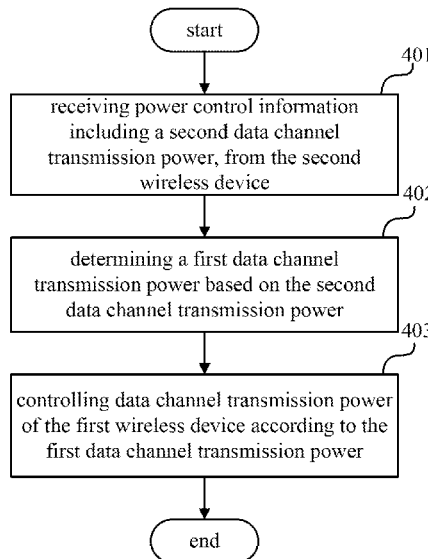 start
401
receiving power control information
including a second data channel
transmission power, from the second
wireless device
402
determining a first data channel
transmission power based on the second
data channel transmission power
403
controlling data channel transmission power
of the first wireless device according to the
first data channel transmission power
end